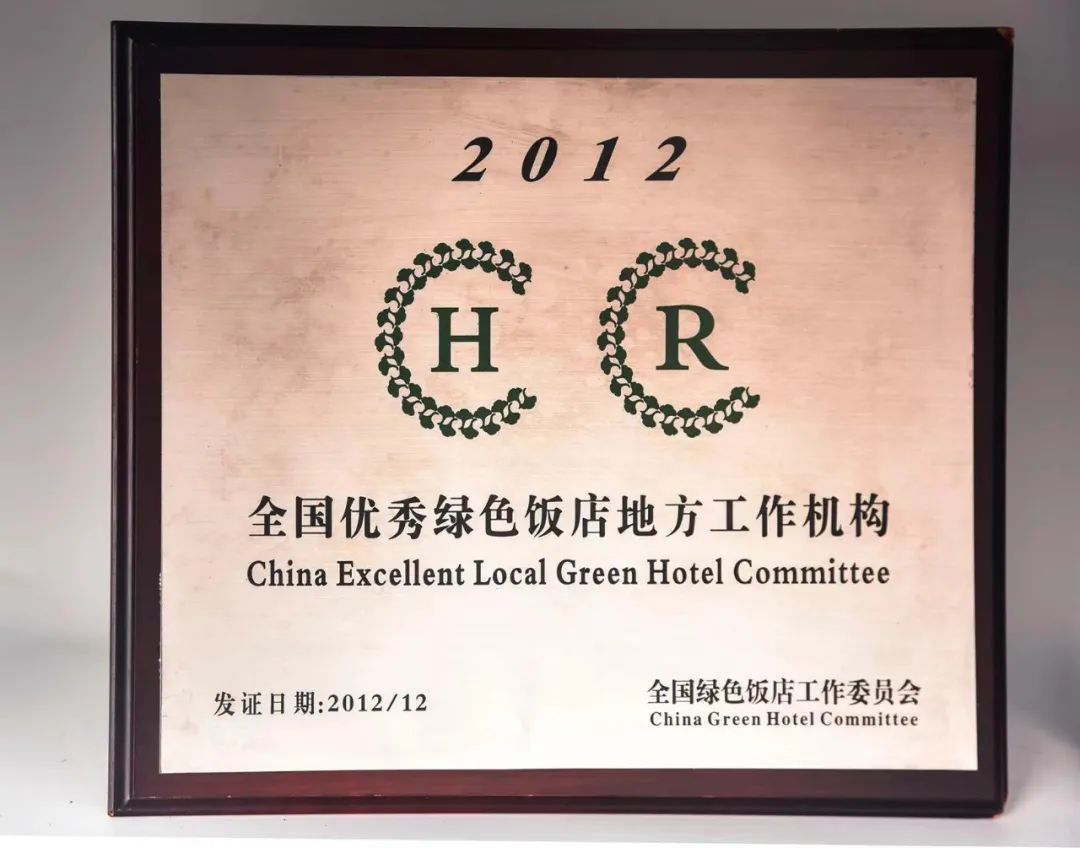 2012
H R
全国优秀绿色饭店地方工作机构
China Excellent Local Green Hotel Committee
发证日期:2012/12
全国绿色饭店工作委员会
China Green Hotel Committee